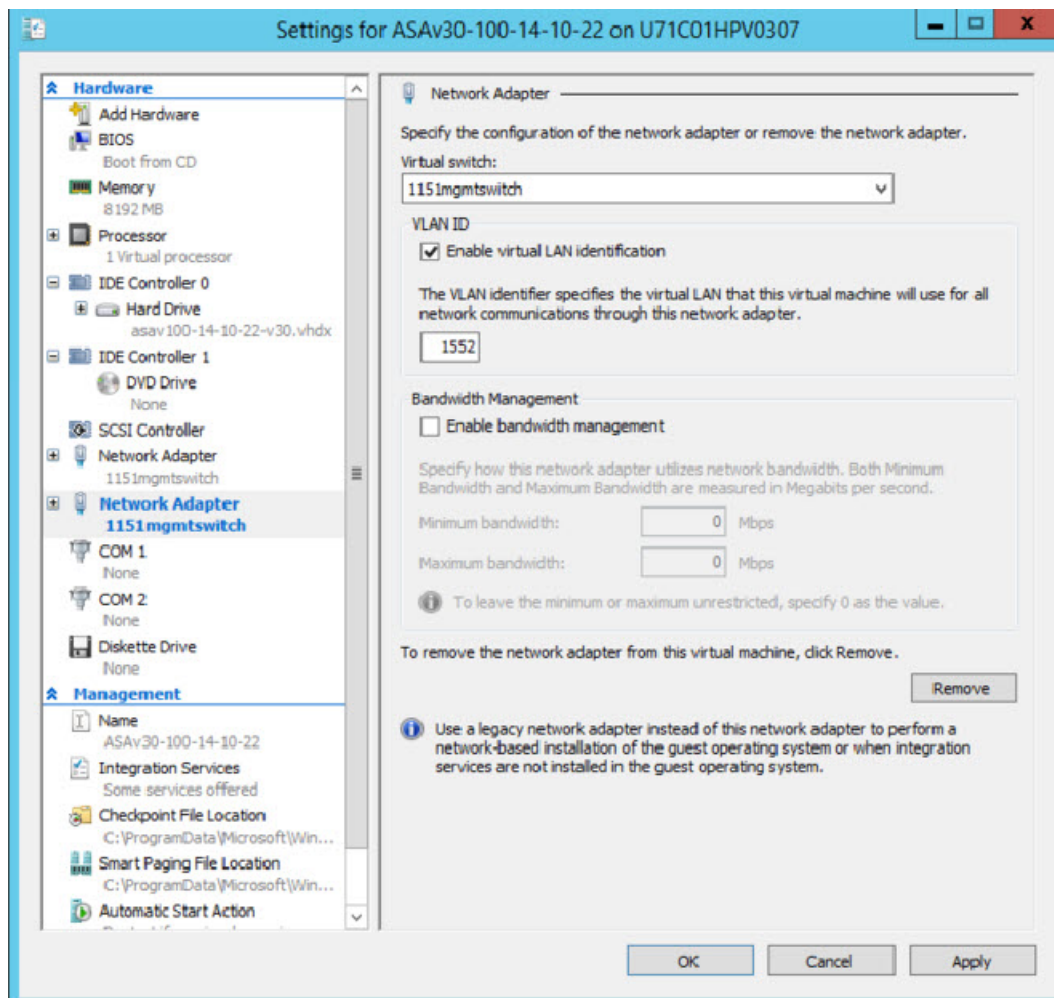 Settings for ASAv30-100-14-10-22 on U71C01HPV0307
Hardware
Add Hardware
BIOS
Boot from CD
Memory
8192 MB
Processor
1 Virtual processor
IDE Controller 0
Hard Drive
asav100-14-10-22-v30.vhdx
IDE Controller 1
DVD Drive
None
SCSI Controller
Network Adapter
1151mgmtswitch
Network Adapter
1151mgmtswitch
COM 1
None
COM 2
None
Diskette Drive
None
Management
Name
ASAv30-100-14-10-22
Integration Services
Some services offered
Checkpoint File Location
C:\ProgramData\Microsoft\Win...
Smart Paging File Location
C:\ProgramData\Microsoft\Win...
Automatic Start Action
Network Adapter
Specify the configuration of the network adapter or remove the network adapter.
Virtual switch:
1151mgmtswitch
VLAN ID
Enable virtual LAN identification
The VLAN identifier specifies the virtual LAN that this virtual machine will use for all
network communications through this network adapter.
1552
Bandwidth Management
Enable bandwidth management
Specify how this network adapter utilizes network bandwidth. Both Minimum
Bandwidth and Maximum Bandwidth are measured in Megabits per second.
Minimum bandwidth: 0 Mbps
Maximum bandwidth: 0 Mbps
To leave the minimum or maximum unrestricted, specify 0 as the value.
To remove the network adapter from this virtual machine, click Remove.
Remove
Use a legacy network adapter instead of this network adapter to perform a
network-based installation of the guest operating system or when integration
services are not installed in the guest operating system.
OK Cancel Apply